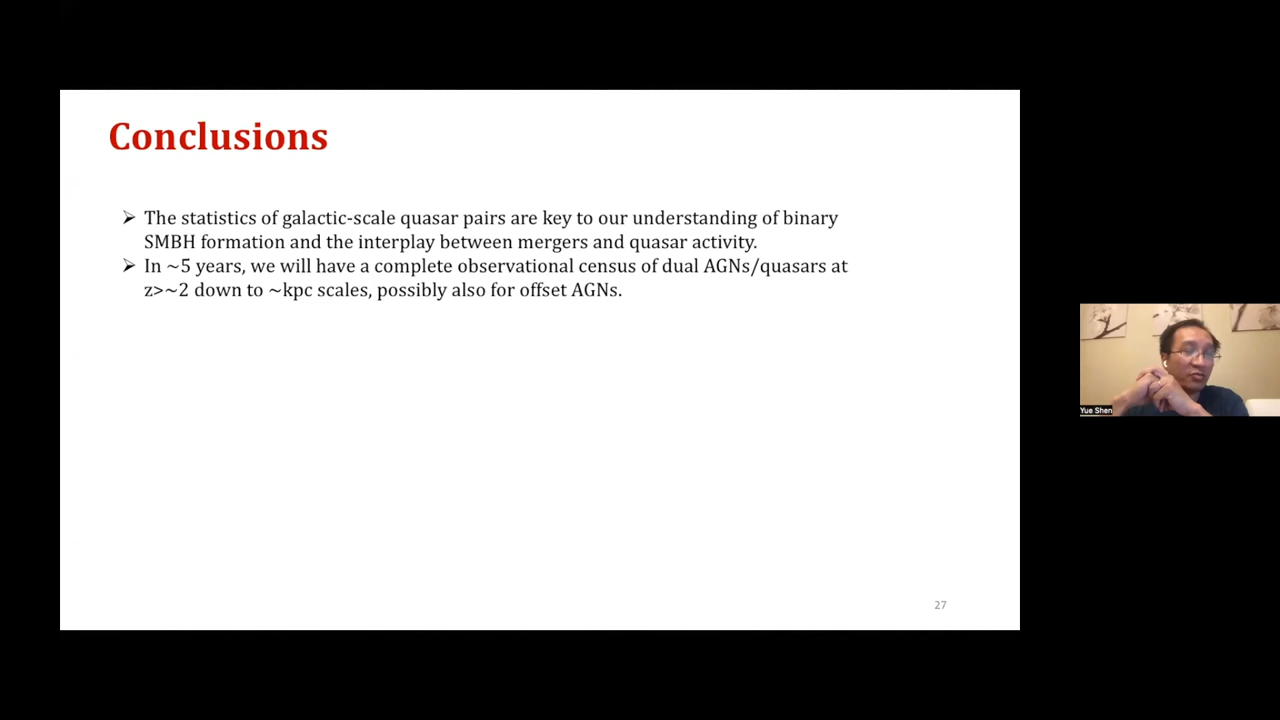 Conclusions
➢ The statistics of galactic-scale quasar pairs are key to our understanding of binary
SMBH formation and the interplay between mergers and quasar activity.
➢ In ~5 years, we will have a complete observational census of dual AGNs/quasars at
z>~2 down to ~kpc scales, possibly also for offset AGNs.
Yue Shen
27